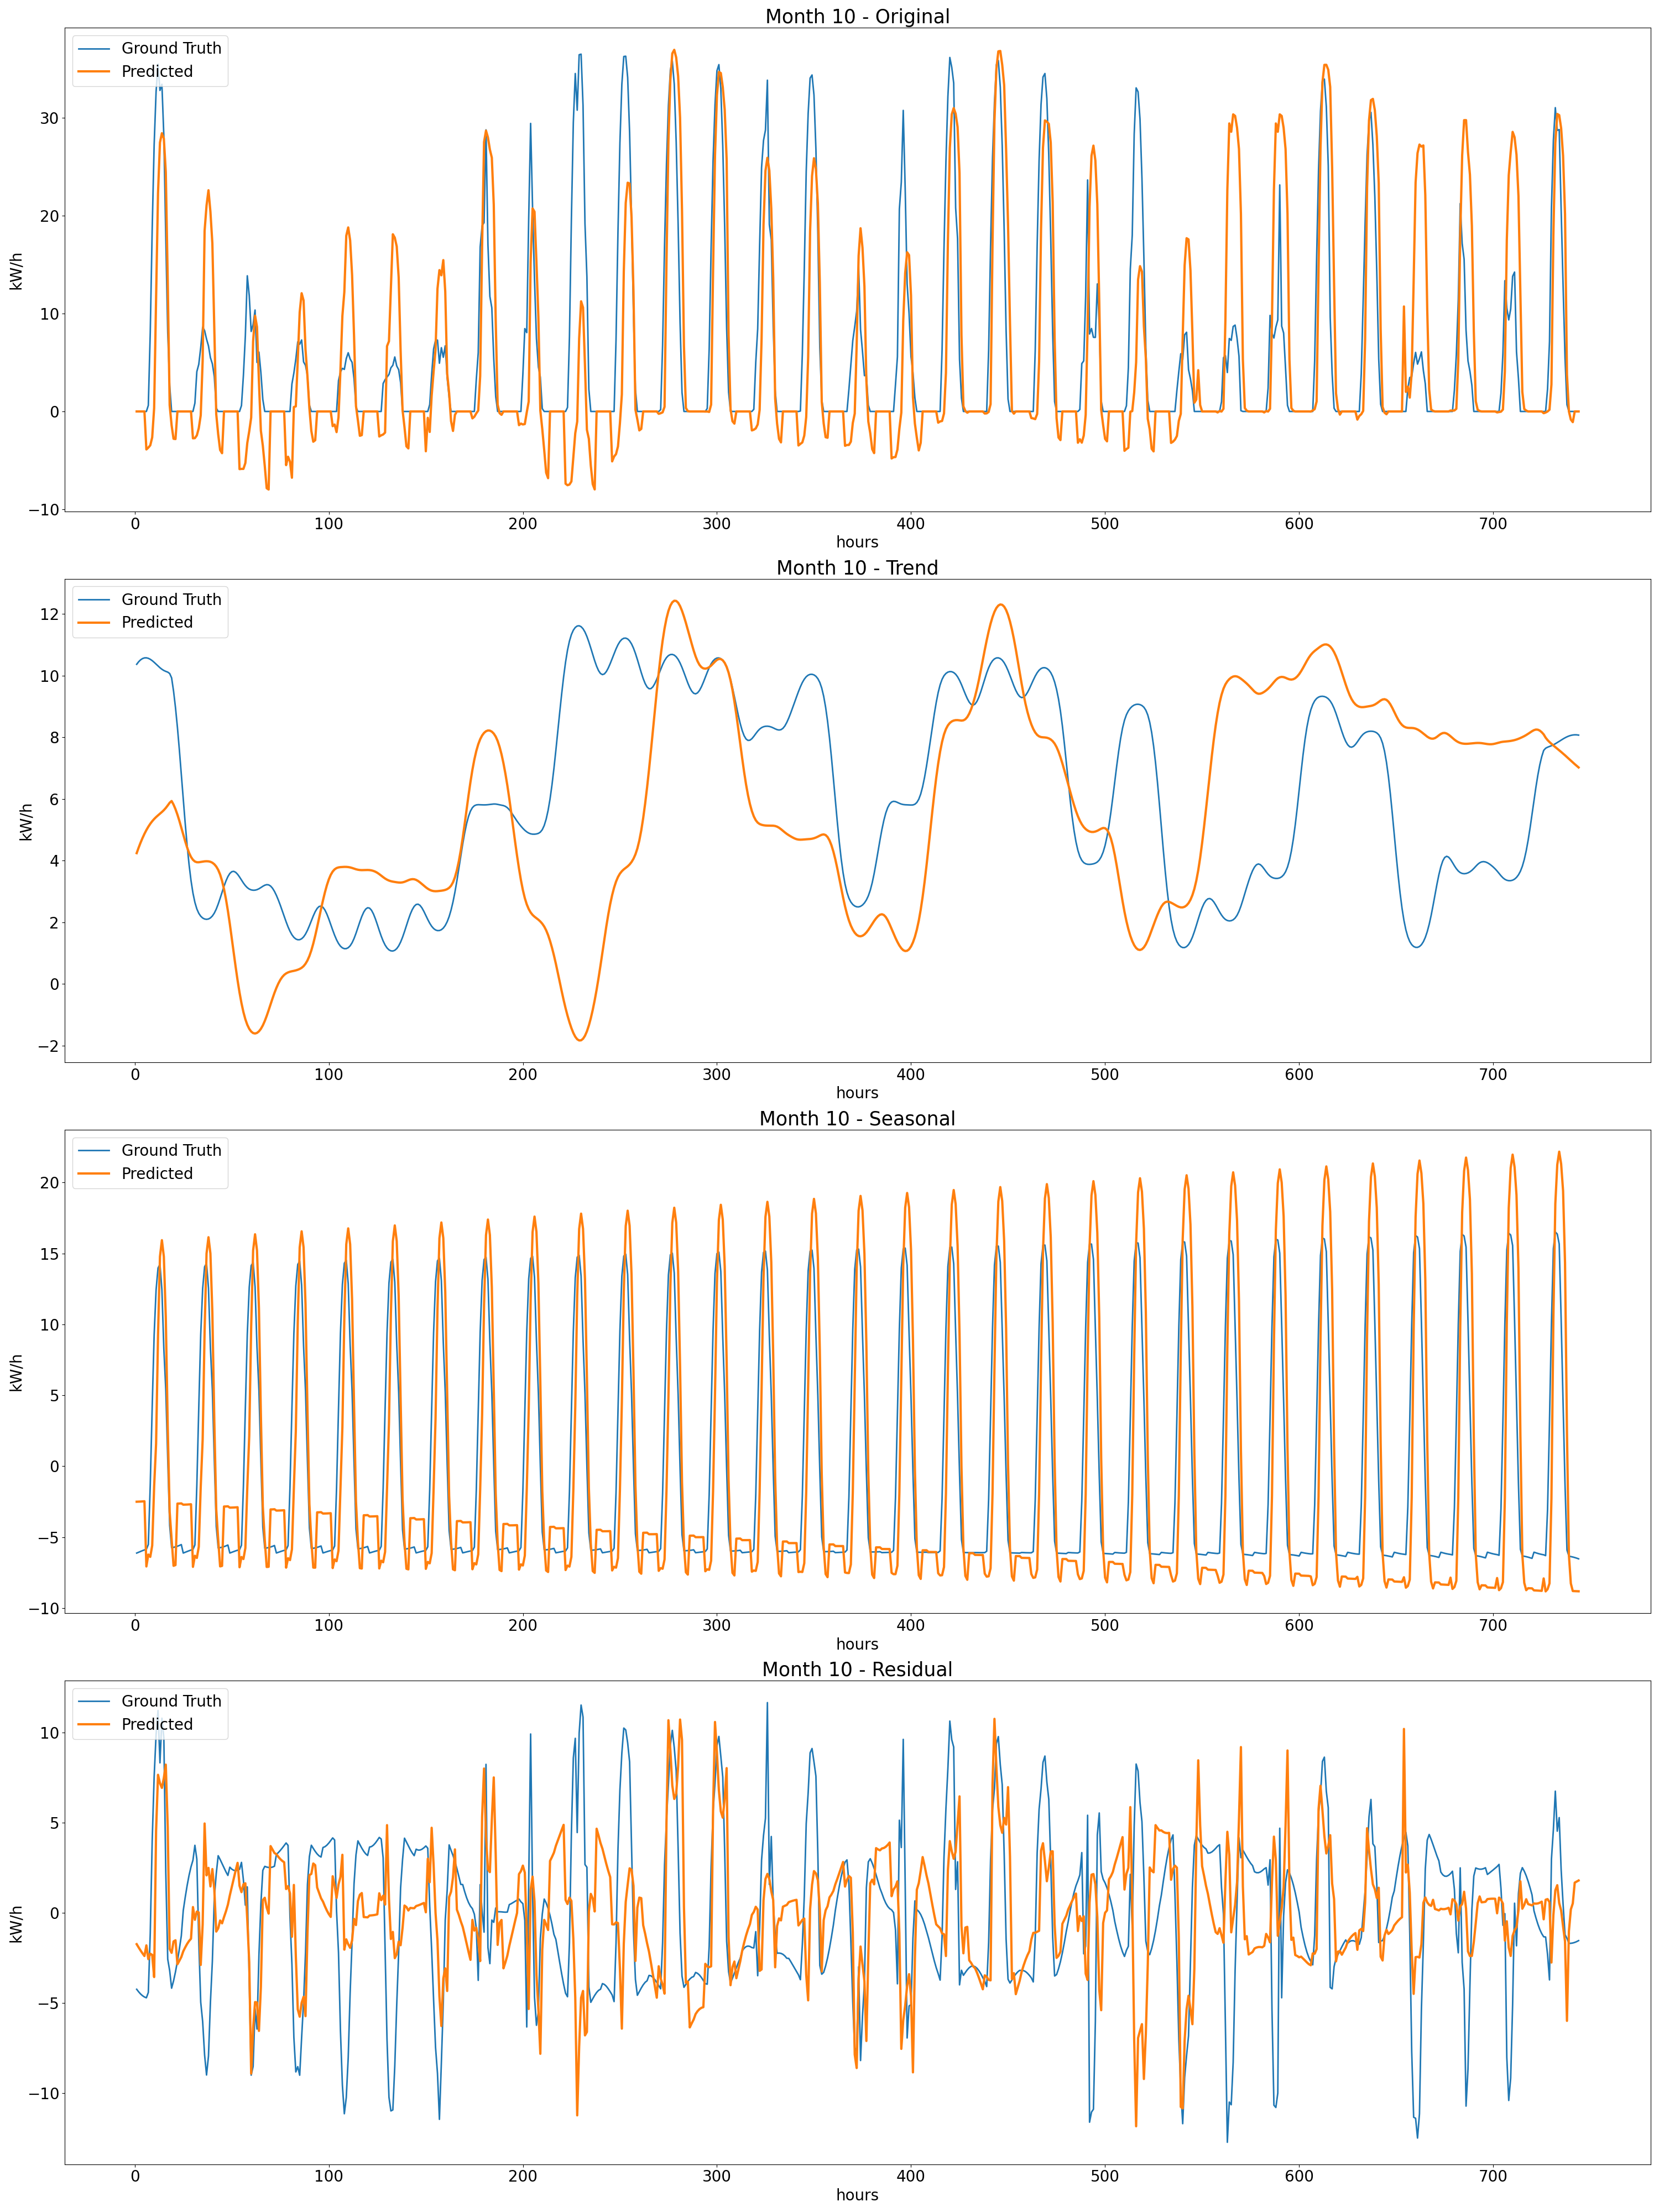 Month 10 - Original
Ground Truth
Predicted
kW/h
30
20
10
0
−10
0 100 200 300 400 500 600 700
hours
Month 10 - Trend
Ground Truth
Predicted
kW/h
12
10
8
6
4
2
0
−2
0 100 200 300 400 500 600 700
hours
Month 10 - Seasonal
Ground Truth
Predicted
kW/h
20
15
10
5
0
−5
−10
0 100 200 300 400 500 600 700
hours
Month 10 - Residual
Ground Truth
Predicted
kW/h
10
5
0
−5
−10
0 100 200 300 400 500 600 700
hours